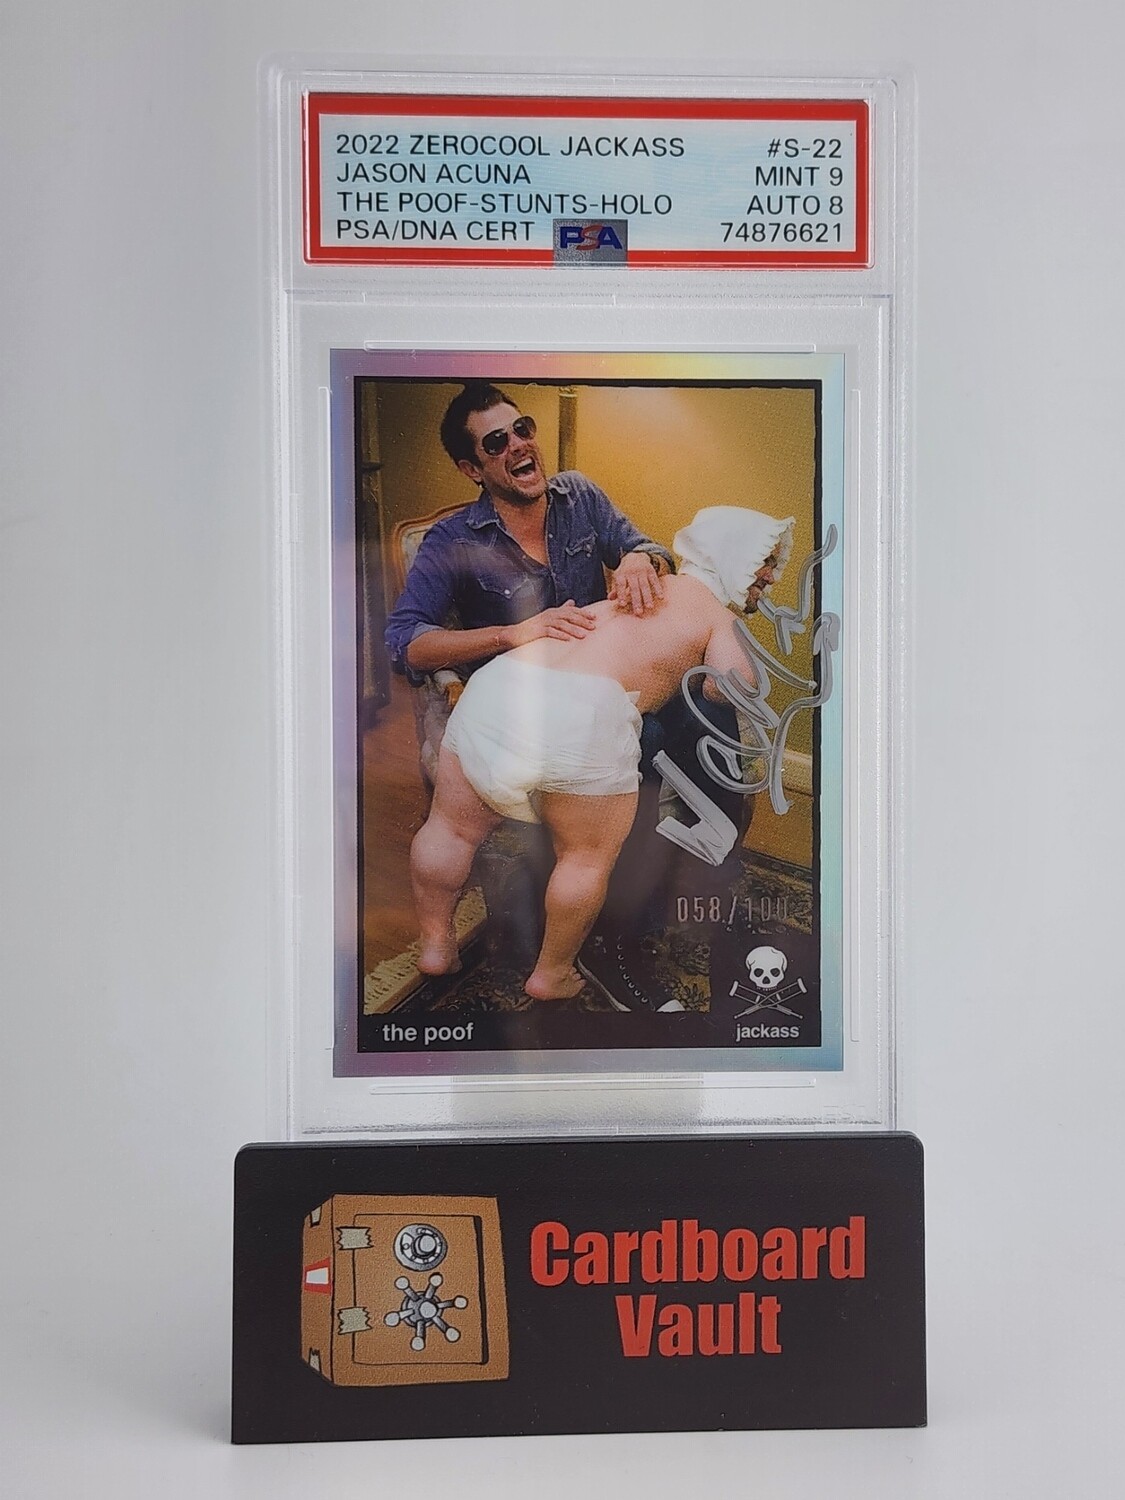 2022 ZEROCOOL JACKASS #S-22
JASON ACUNA MINT 9
THE POOF-STUNTS-HOLO AUTO 8
PSA/DNA CERT PSA 74876621
058/100
the poof
jackass
Cardboard
Vault